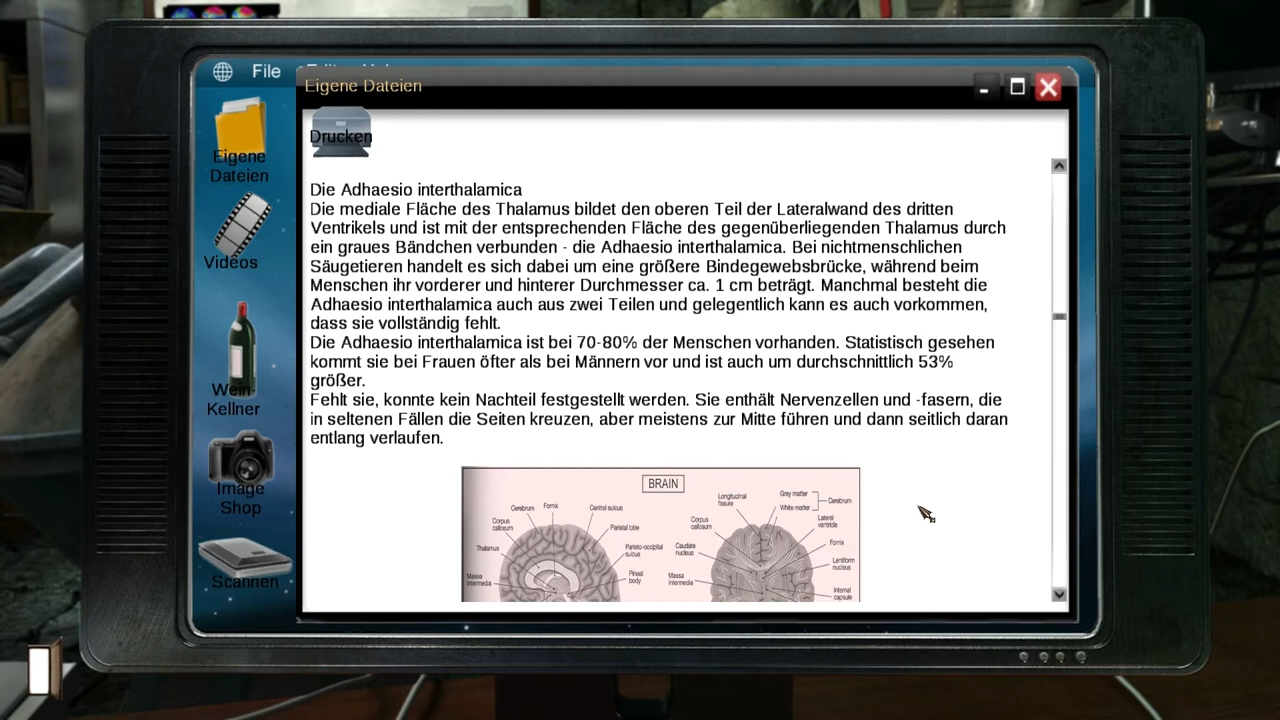 File
Eigene Dateien
Drucken
Eigene
Dateien
Videos
Wein-
Kellner
Image
Shop
Scannen
Die Adhaesio interthalamica
Die mediale Fläche des Thalamus bildet den oberen Teil der Lateralwand des dritten
Ventrikels und ist mit der entsprechenden Fläche des gegenüberliegenden Thalamus durch
ein graues Bändchen verbunden - die Adhaesio interthalamica. Bei nichtmenschlichen
Säugetieren handelt es sich dabei um eine größere Bindegewebsbrücke, während beim
Menschen ihr vorderer und hinterer Durchmesser ca. 1 cm beträgt. Manchmal besteht die
Adhaesio interthalamica auch aus zwei Teilen und gelegentlich kann es auch vorkommen,
dass sie vollständig fehlt.
Die Adhaesio interthalamica ist bei 70-80% der Menschen vorhanden. Statistisch gesehen
kommt sie bei Frauen öfter als bei Männern vor und ist auch um durchschnittlich 53%
größer.
Fehlt sie, konnte kein Nachteil festgestellt werden. Sie enthält Nervenzellen und -fasern, die
in seltenen Fällen die Seiten kreuzen, aber meistens zur Mitte führen und dann seitlich daran
entlang verlaufen.
BRAIN
Cerebrum
Fornix
Central sulcus
Corpus
callosum
Parietal lobe
Thalamus
Parieto-occipital
sulcus
Massa
Intermedia
Pineal
body
Longitudinal
fissure
Grey matter
White matter
Cerebrum
Corpus
callosum
Lateral
ventricle
Fornix
Caudate
nucleus
Lentiform
nucleus
Massa
Intermedia
Internal
capsule